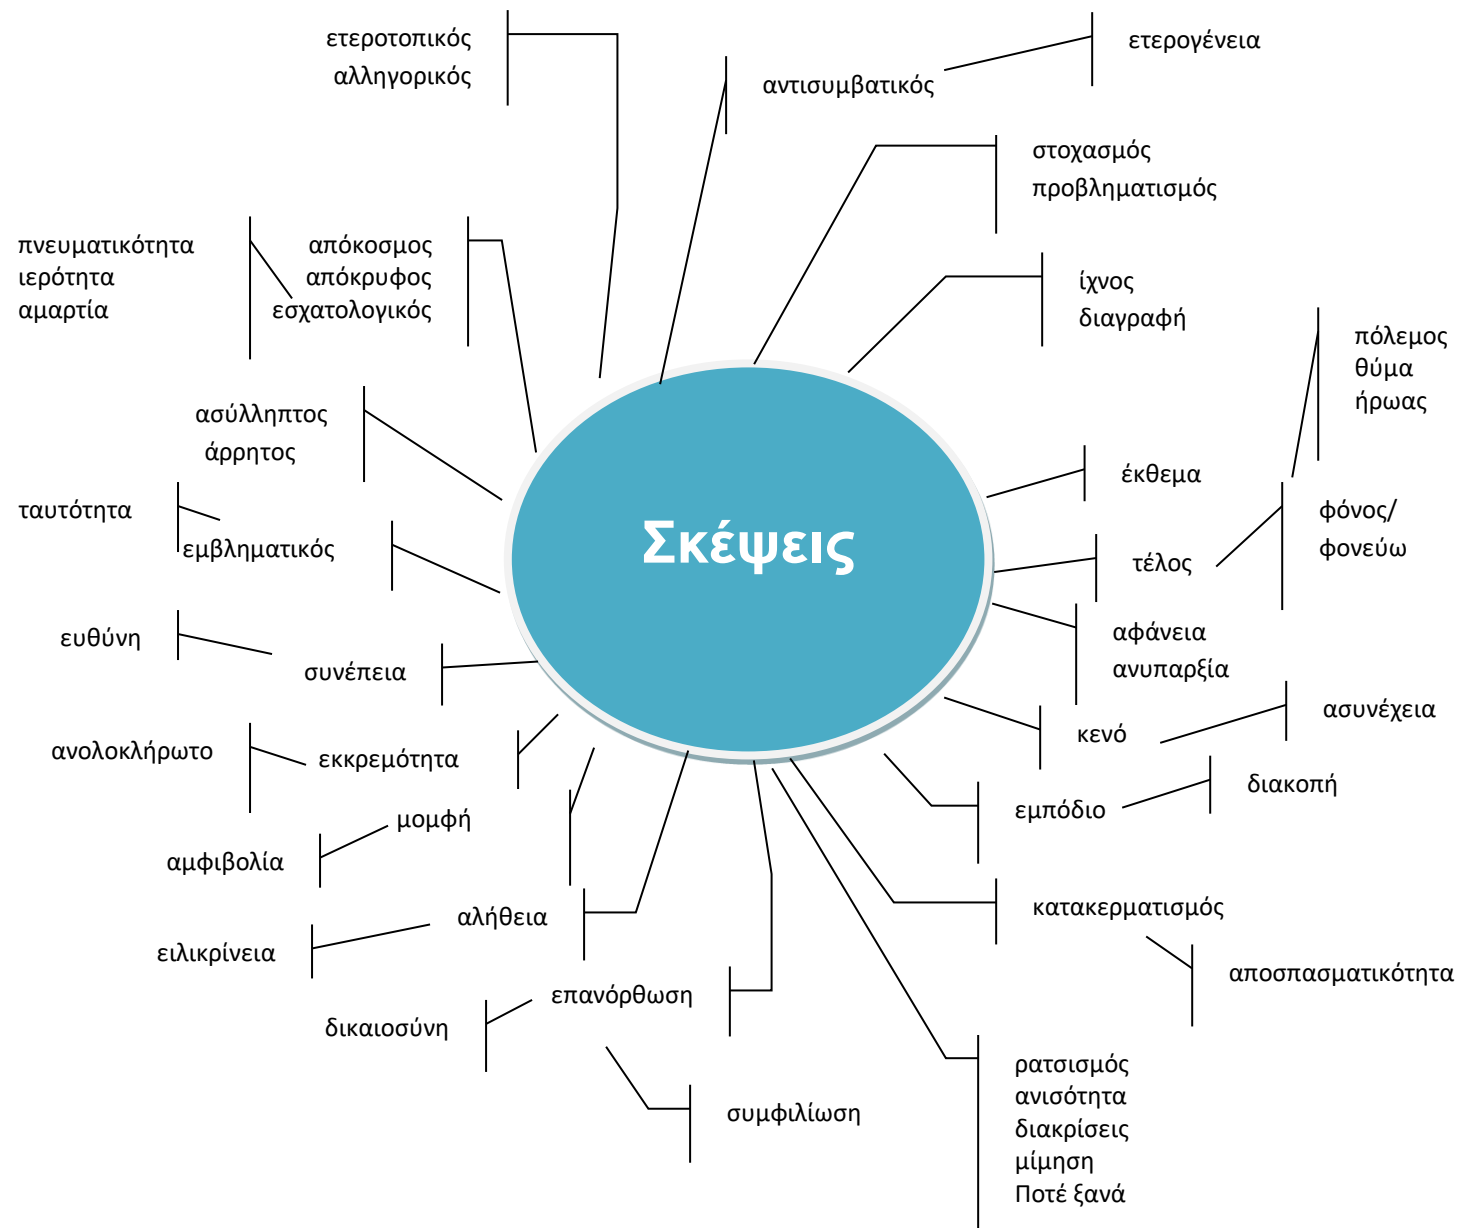 ετεροτοπικός
αλληγορικός
αντισυμβατικός
ετερογένεια
στοχασμός
προβληματισμός
πνευματικότητα
ιερότητα
αμαρτία
απόκοσμος
απόκρυφος
εσχατολογικός
ίχνος
διαγραφή
πόλεμος
θύμα
ήρωας
ασύλληπτος
άρρητος
έκθεμα
ταυτότητα
εμβληματικός
Σκέψεις
τέλος
φόνος/
φονεύω
ευθύνη
συνέπεια
αφάνεια
ανυπαρξία
ανολοκλήρωτο
εκκρεμότητα
κενό
ασυνέχεια
αμφιβολία
μομφή
εμπόδιο
διακοπή
ειλικρίνεια
αλήθεια
κατακερματισμός
αποσπασματικότητα
δικαιοσύνη
επανόρθωση
συμφιλίωση
ρατσισμός
ανισότητα
διακρίσεις
μίμηση
Ποτέ ξανά